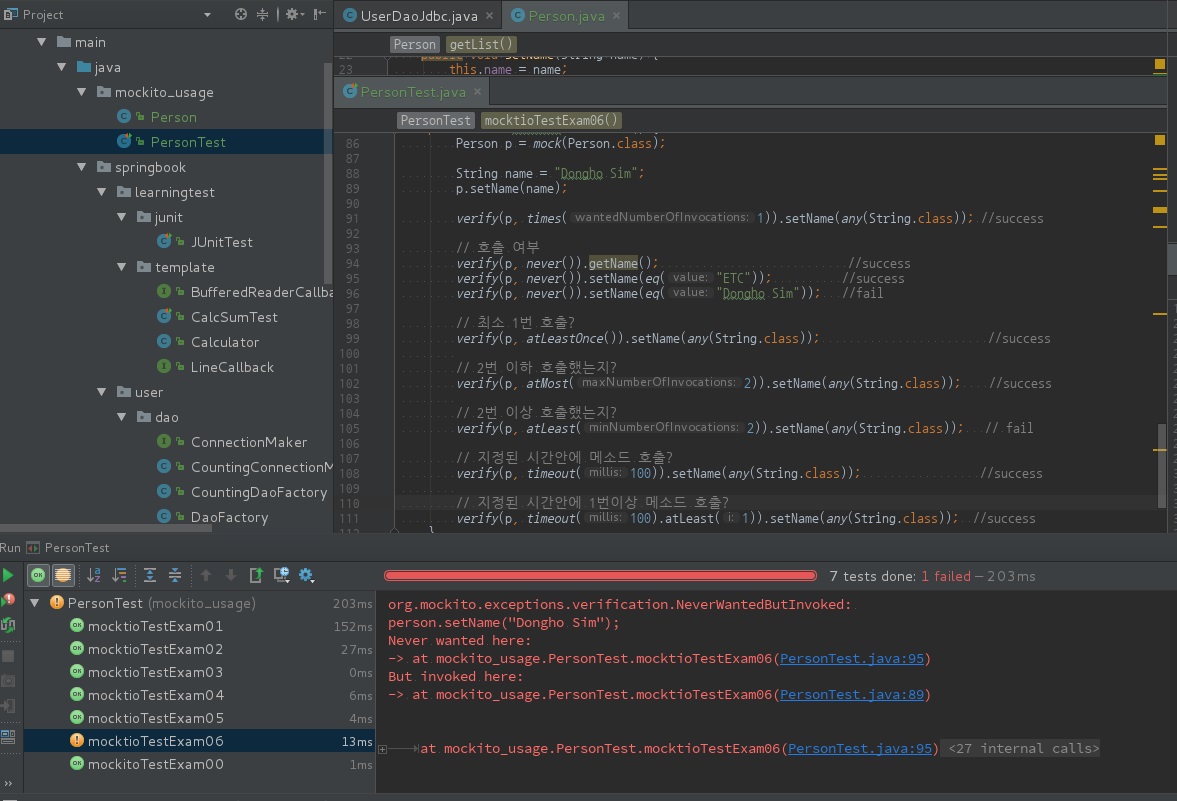 Project
main
java
mockito_usage
Person
PersonTest
springbook
learningtest
junit
JUnitTest
template
BufferedReaderCallba
CalcSumTest
Calculator
LineCallback
user
dao
ConnectionMaker
CountingConnectionM
CountingDaoFactory
DaoFactory
UserDaoJdbc.java
Person.java
Person getList()
public void setName(String name) {
23 this.name = name;
PersonTest.java
PersonTest mocktioTestExam06()
86 Person p = mock(Person.class);
87
88 String name = "Dongho Sim";
89 p.setName(name);
90
91 verify(p, times( wantedNumberOfInvocations: 1)).setName(any(String.class)); //success
92
93 // 호출 여부
94 verify(p, never()).getName(); //success
95 verify(p, never()).setName(eq( value: "ETC")); //success
96 verify(p, never()).setName(eq( value: "Dongho Sim")); //fail
97
98 // 최소 1번 호출?
99 verify(p, atLeastOnce()).setName(any(String.class)); //success
100
101 // 2번 이하 호출했는지?
102 verify(p, atMost( maxNumberOfInvocations: 2)).setName(any(String.class)); //success
103
104 // 2번 이상 호출했는지?
105 verify(p, atLeast( minNumberOfInvocations: 2)).setName(any(String.class)); // fail
106
107 // 지정된 시간안에 메소드 호출?
108 verify(p, timeout( millis: 100)).setName(any(String.class)); //success
109
110 // 지정된 시간안에 1번이상 메소드 호출?
111 verify(p, timeout( millis: 100).atLeast( i: 1)).setName(any(String.class)); //success
112 }
Run PersonTest
7 tests done: 1 failed – 203ms
PersonTest (mockito_usage) 203ms
mocktioTestExam01 152ms
mocktioTestExam02 27ms
mocktioTestExam03 0ms
mocktioTestExam04 6ms
mocktioTestExam05 4ms
mocktioTestExam06 13ms
mockitoTestExam00 1ms
org.mockito.exceptions.verification.NeverWantedButInvoked:
person.setName("Dongho Sim");
Never wanted here:
-> at mockito_usage.PersonTest.mocktioTestExam06(PersonTest.java:95)
But invoked here:
-> at mockito_usage.PersonTest.mocktioTestExam06(PersonTest.java:89)
at mockito_usage.PersonTest.mocktioTestExam06(PersonTest.java:95) <27 internal calls>